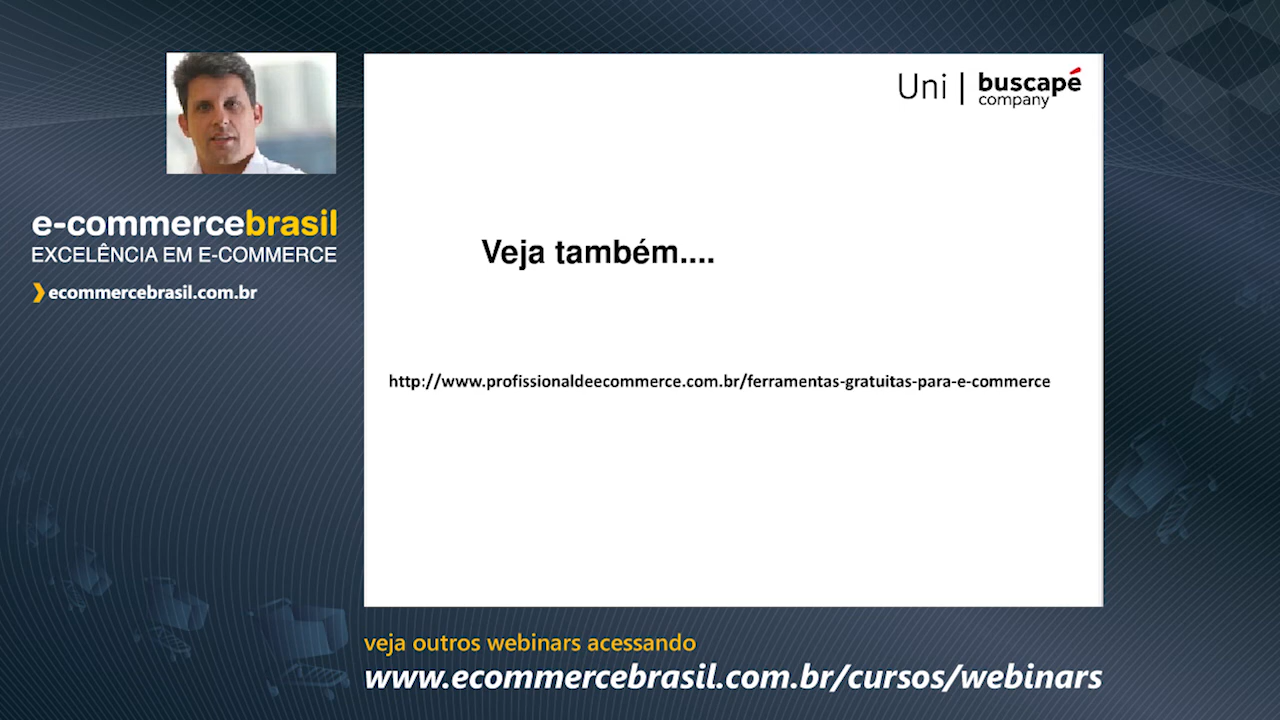 e-commercebrasil
EXCELÊNCIA EM E-COMMERCE
ecommercebrasil.com.br
Uni | buscapé
company
Veja também....
http://www.profissionaldeecommerce.com.br/ferramentas-gratuitas-para-e-commerce
veja outros webinars acessando
www.ecommercebrasil.com.br/cursos/webinars